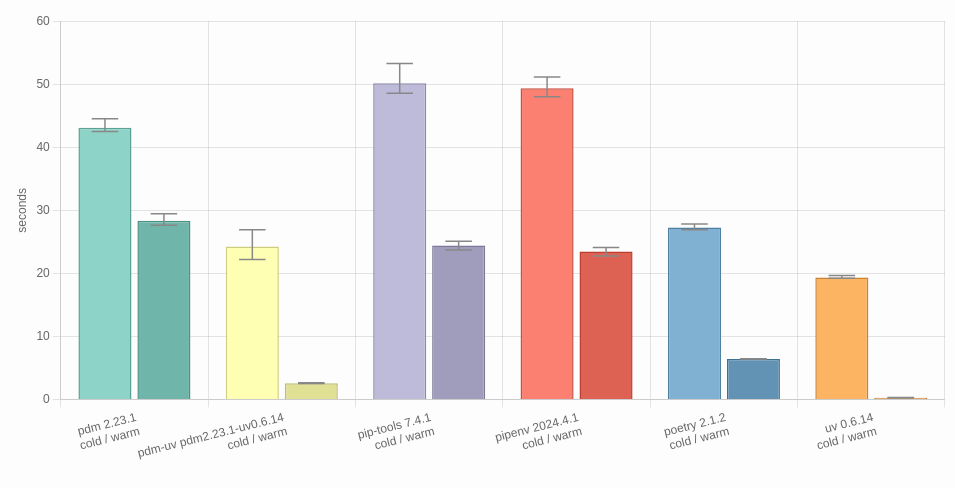 60
50
40
30
20
10
0
seconds
pdm 2.23.1
cold / warm
pdm-uv pdm2.23.1-uv0.6.14
cold / warm
pip-tools 7.4.1
cold / warm
pipenv 2024.4.1
cold / warm
poetry 2.1.2
cold / warm
uv 0.6.14
cold / warm